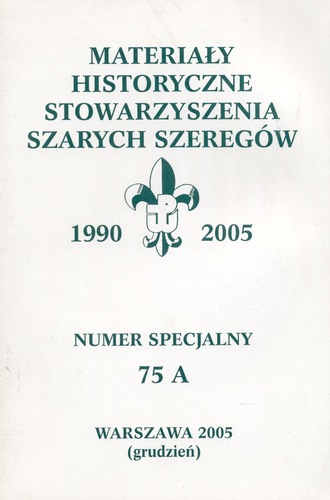 MATERIAŁY
HISTORYCZNE
STOWARZYSZENIA
SZARYCH SZEREGÓW
1990 2005
NUMER SPECJALNY
75 A
WARSZAWA 2005
(grudzień)